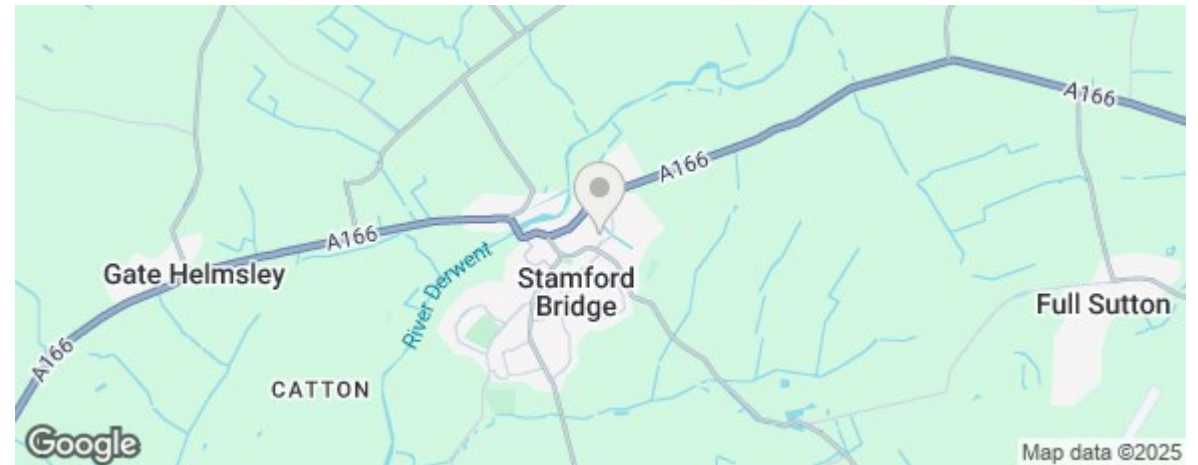 A166
A166
A166
Gate Helmsley
River Derwent
Stamford
Bridge
Full Sutton
A166
CATTON
Google
Map data ©2025